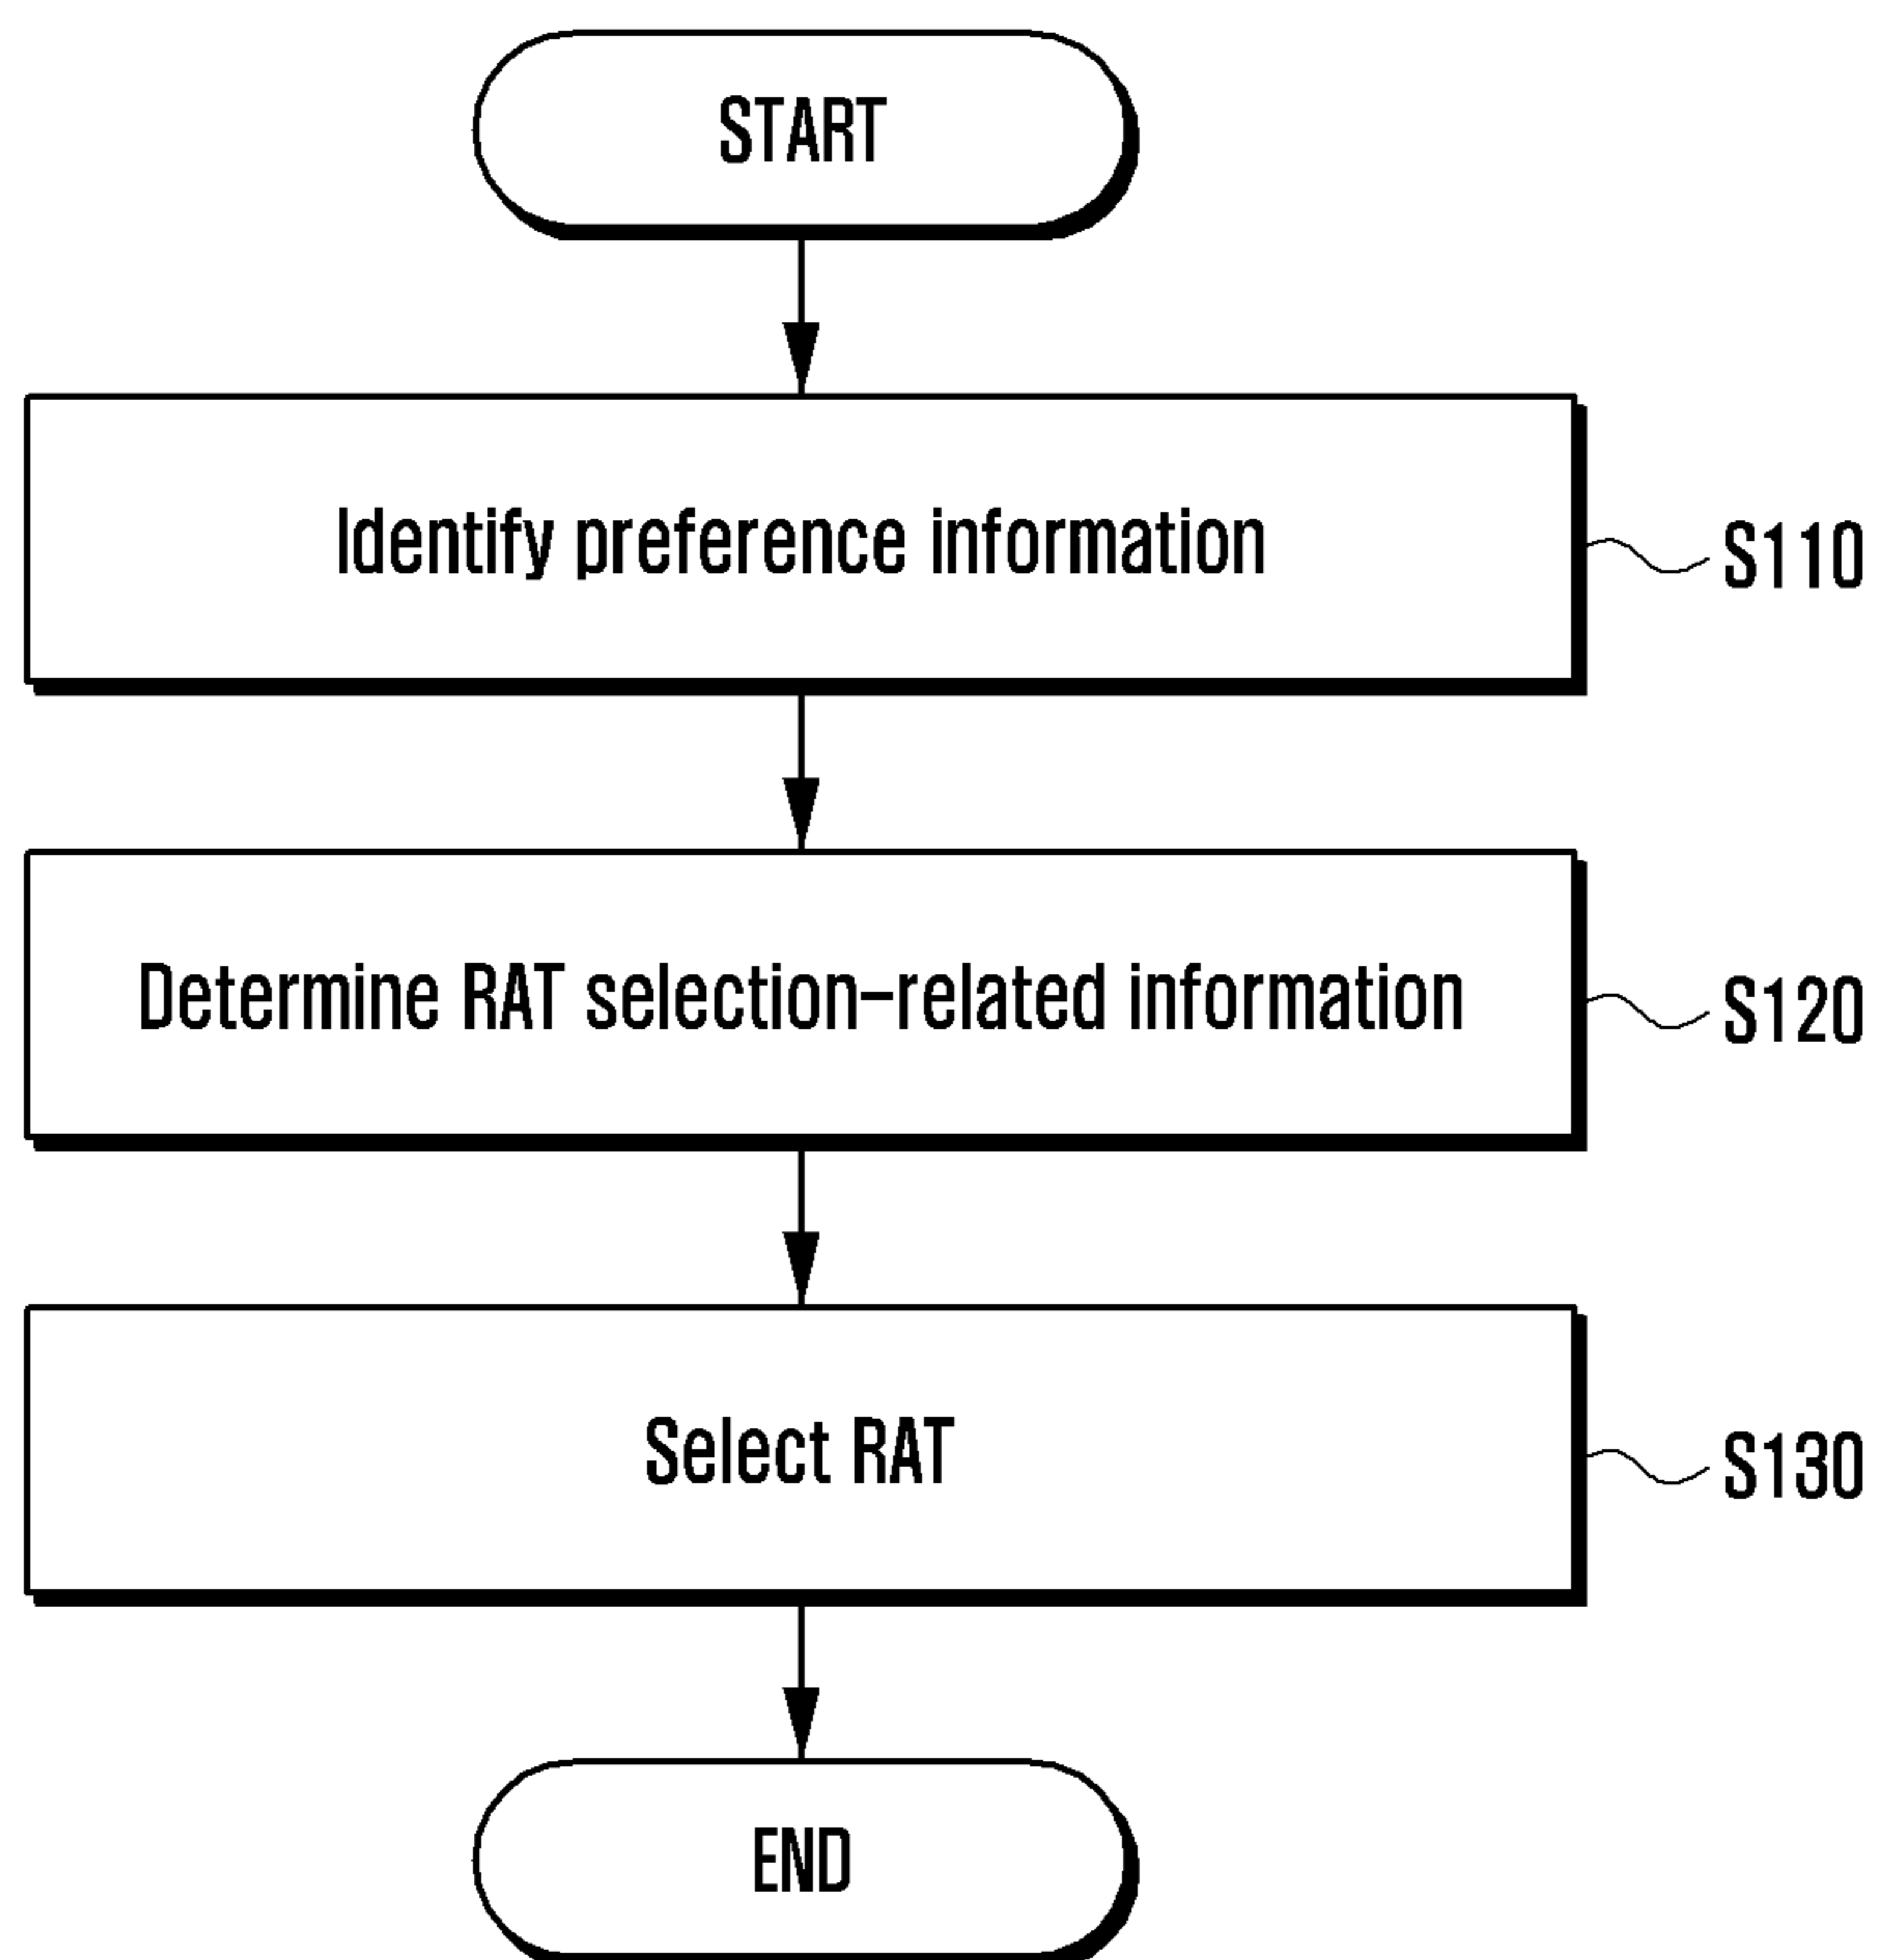 START
Identify preference information
S110
Determine RAT selection-related information
S120
Select RAT
S130
END